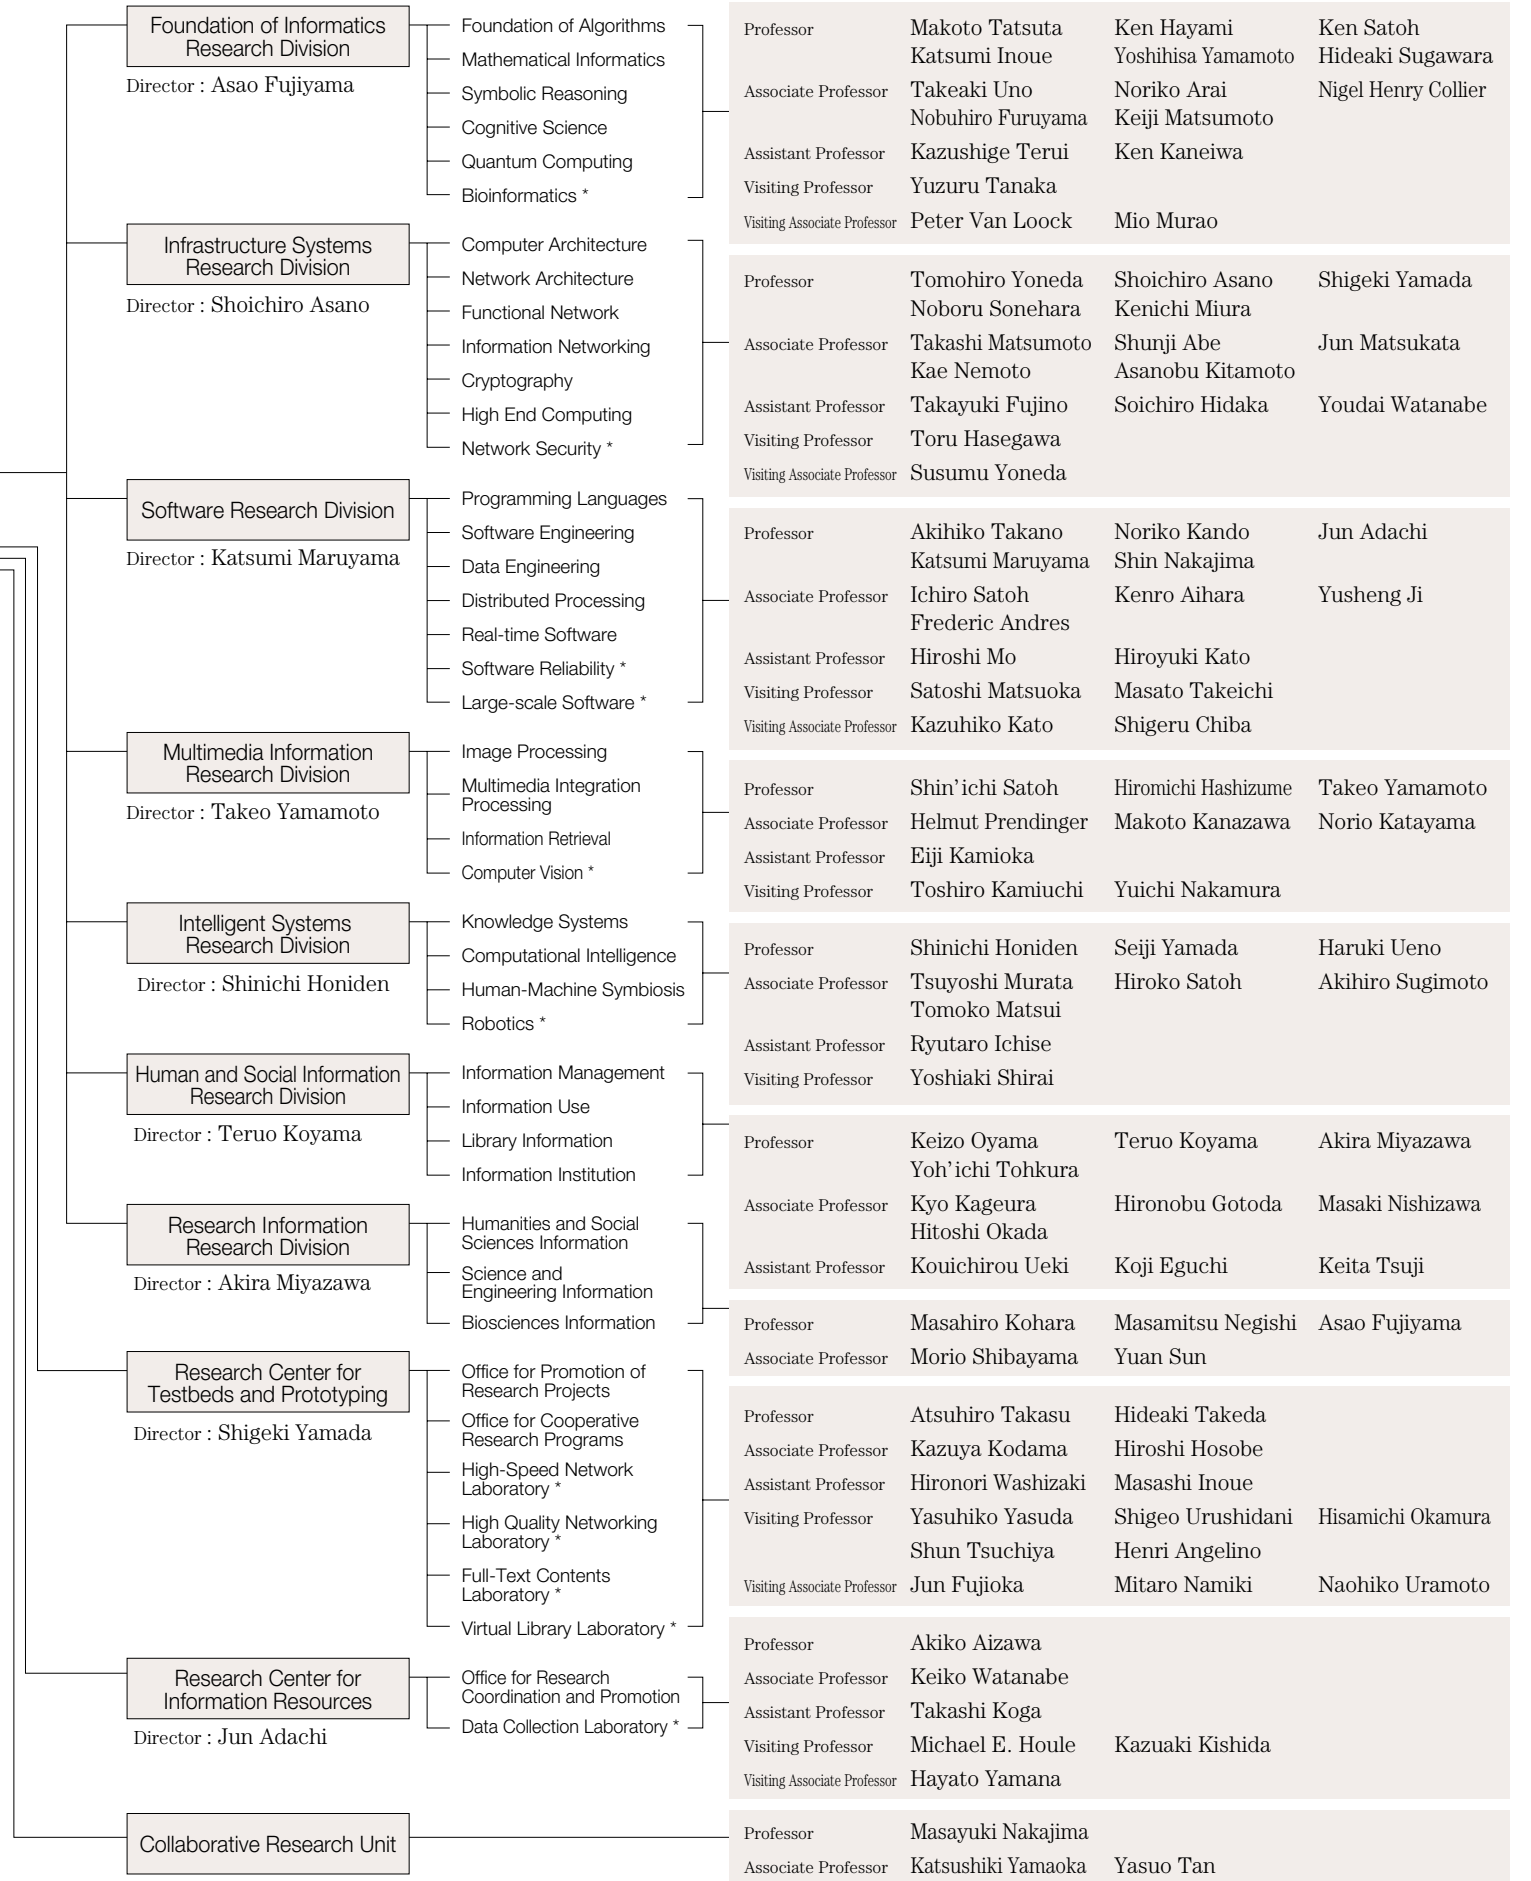 Foundation of Informatics
Research Division
Director : Asao Fujiyama
Foundation of Algorithms
Mathematical Informatics
Symbolic Reasoning
Cognitive Science
Quantum Computing
Bioinformatics *
Professor Makoto Tatsuta Ken Hayami Ken Satoh
Katsumi Inoue Yoshihisa Yamamoto Hideaki Sugawara
Associate Professor Takeaki Uno Noriko Arai Nigel Henry Collier
Nobuhiro Furuyama Keiji Matsumoto
Assistant Professor Kazushige Terui Ken Kaneiwa
Visiting Professor Yuzuru Tanaka
Visiting Associate Professor Peter Van Loock Mio Murao
Infrastructure Systems
Research Division
Director : Shoichiro Asano
Computer Architecture
Network Architecture
Functional Network
Information Networking
Cryptography
High End Computing
Network Security *
Professor Tomohiro Yoneda Shoichiro Asano Shigeki Yamada
Noboru Sonehara Kenichi Miura
Associate Professor Takashi Matsumoto Shunji Abe Jun Matsukata
Kae Nemoto Asanobu Kitamoto
Assistant Professor Takayuki Fujino Soichiro Hidaka Youdai Watanabe
Visiting Professor Toru Hasegawa
Visiting Associate Professor Susumu Yoneda
Software Research Division
Director : Katsumi Maruyama
Programming Languages
Software Engineering
Data Engineering
Distributed Processing
Real-time Software
Software Reliability *
Large-scale Software *
Professor Akihiko Takano Noriko Kando Jun Adachi
Katsumi Maruyama Shin Nakajima
Associate Professor Ichiro Satoh Kenro Aihara Yusheng Ji
Frederic Andres
Assistant Professor Hiroshi Mo Hiroyuki Kato
Visiting Professor Satoshi Matsuoka Masato Takeichi
Visiting Associate Professor Kazuhiko Kato Shigeru Chiba
Multimedia Information
Research Division
Director : Takeo Yamamoto
Image Processing
Multimedia Integration
Processing
Information Retrieval
Computer Vision *
Professor Shin'ichi Satoh Hiromichi Hashizume Takeo Yamamoto
Associate Professor Helmut Prendinger Makoto Kanazawa Norio Katayama
Assistant Professor Eiji Kamioka
Visiting Professor Toshiro Kamiuchi Yuichi Nakamura
Intelligent Systems
Research Division
Director : Shinichi Honiden
Knowledge Systems
Computational Intelligence
Human-Machine Symbiosis
Robotics *
Professor Shinichi Honiden Seiji Yamada Haruki Ueno
Associate Professor Tsuyoshi Murata Hiroko Satoh Akihiro Sugimoto
Tomoko Matsui
Assistant Professor Ryutaro Ichise
Visiting Professor Yoshiaki Shirai
Human and Social Information
Research Division
Director : Teruo Koyama
Information Management
Information Use
Library Information
Information Institution
Professor Keizo Oyama Teruo Koyama Akira Miyazawa
Yoh'ichi Tohkura
Associate Professor Kyo Kageura Hironobu Gotoda Masaki Nishizawa
Hitoshi Okada
Assistant Professor Kouichirou Ueki Koji Eguchi Keita Tsuji
Research Information
Research Division
Director : Akira Miyazawa
Humanities and Social
Sciences Information
Science and
Engineering Information
Biosciences Information
Professor Masahiro Kohara Masamitsu Negishi Asao Fujiyama
Associate Professor Morio Shibayama Yuan Sun
Research Center for
Testbeds and Prototyping
Director : Shigeki Yamada
Office for Promotion of
Research Projects
Office for Cooperative
Research Programs
High-Speed Network
Laboratory *
High Quality Networking
Laboratory *
Full-Text Contents
Laboratory *
Virtual Library Laboratory *
Professor Atsuhiro Takasu Hideaki Takeda
Associate Professor Kazuya Kodama Hiroshi Hosobe
Assistant Professor Hironori Washizaki Masashi Inoue
Visiting Professor Yasuhiko Yasuda Shigeo Urushidani Hisamichi Okamura
Shun Tsuchiya Henri Angelino
Visiting Associate Professor Jun Fujioka Mitaro Namiki Naohiko Uramoto
Research Center for
Information Resources
Director : Jun Adachi
Office for Research
Coordination and Promotion
Data Collection Laboratory *
Professor Akiko Aizawa
Associate Professor Keiko Watanabe
Assistant Professor Takashi Koga
Visiting Professor Michael E. Houle Kazuaki Kishida
Visiting Associate Professor Hayato Yamana
Collaborative Research Unit
Professor Masayuki Nakajima
Associate Professor Katsushiki Yamaoka Yasuo Tan